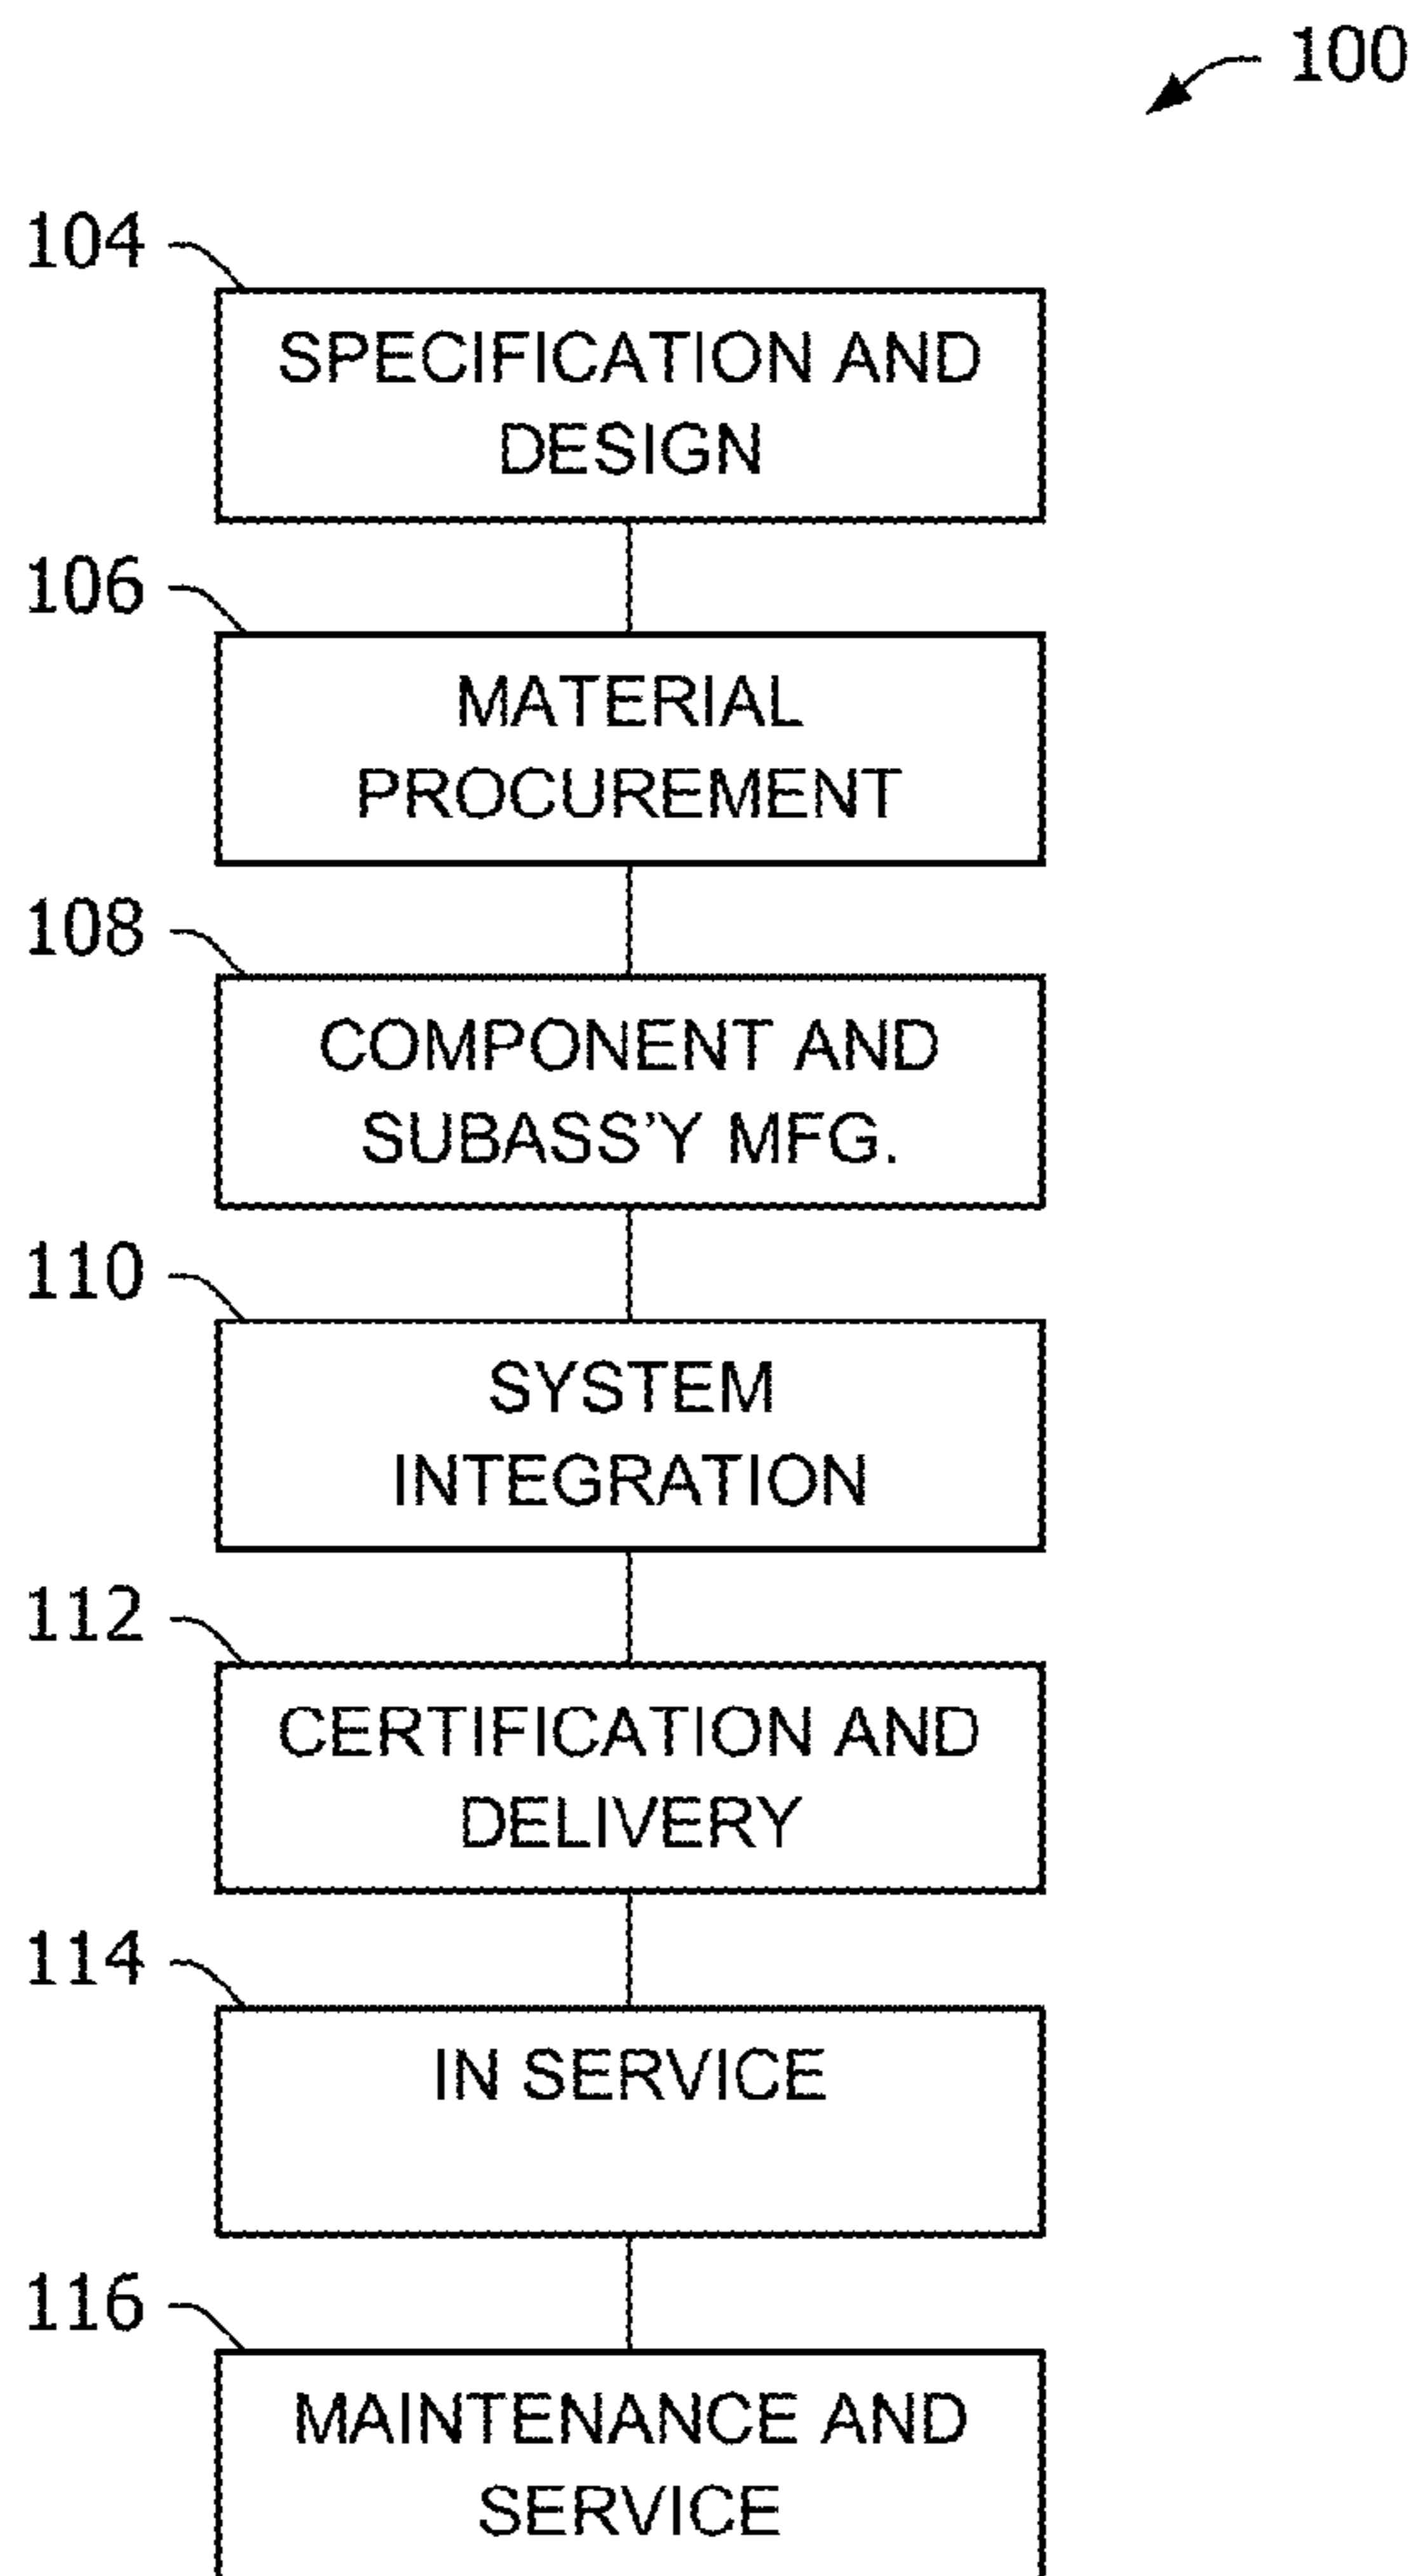 100
104
SPECIFICATION AND
DESIGN
106
MATERIAL
PROCUREMENT
108
COMPONENT AND
SUBASS’Y MFG.
110
SYSTEM
INTEGRATION
112
CERTIFICATION AND
DELIVERY
114
IN SERVICE
116
MAINTENANCE AND
SERVICE